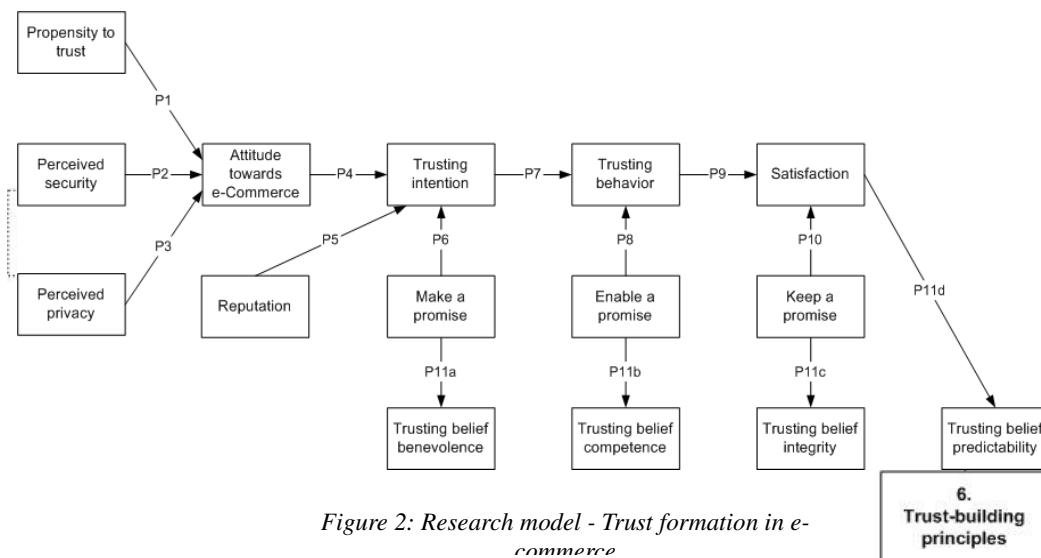 Propensity to
trust
P1
Perceived
security
P2
Attitude
towards
e-Commerce
P4
Trusting
intention
P7
Trusting
behavior
P9
Satisfaction
P3
P5
P6
P8
P10
Perceived
privacy
Reputation
Make a
promise
Enable a
promise
Keep a
promise
P11d
P11a
P11b
P11c
Trusting belief
benevolence
Trusting belief
competence
Trusting belief
integrity
Trusting belief
predictability
6.
Trust-building
principles
Figure 2: Research model - Trust formation in e-
commerce